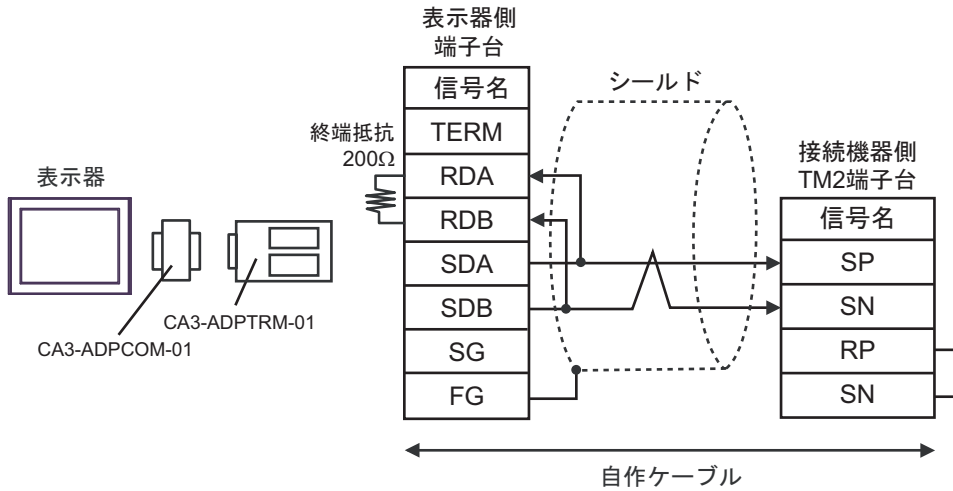 表示器
CA3-ADPCOM-01
CA3-ADPTRM-01
終端抵抗
200Ω
表示器側
端子台
信号名
TERM
RDA
RDB
SDA
SDB
SG
FG
シールド
接続機器側
TM2端子台
信号名
SP
SN
RP
SN
自作ケーブル